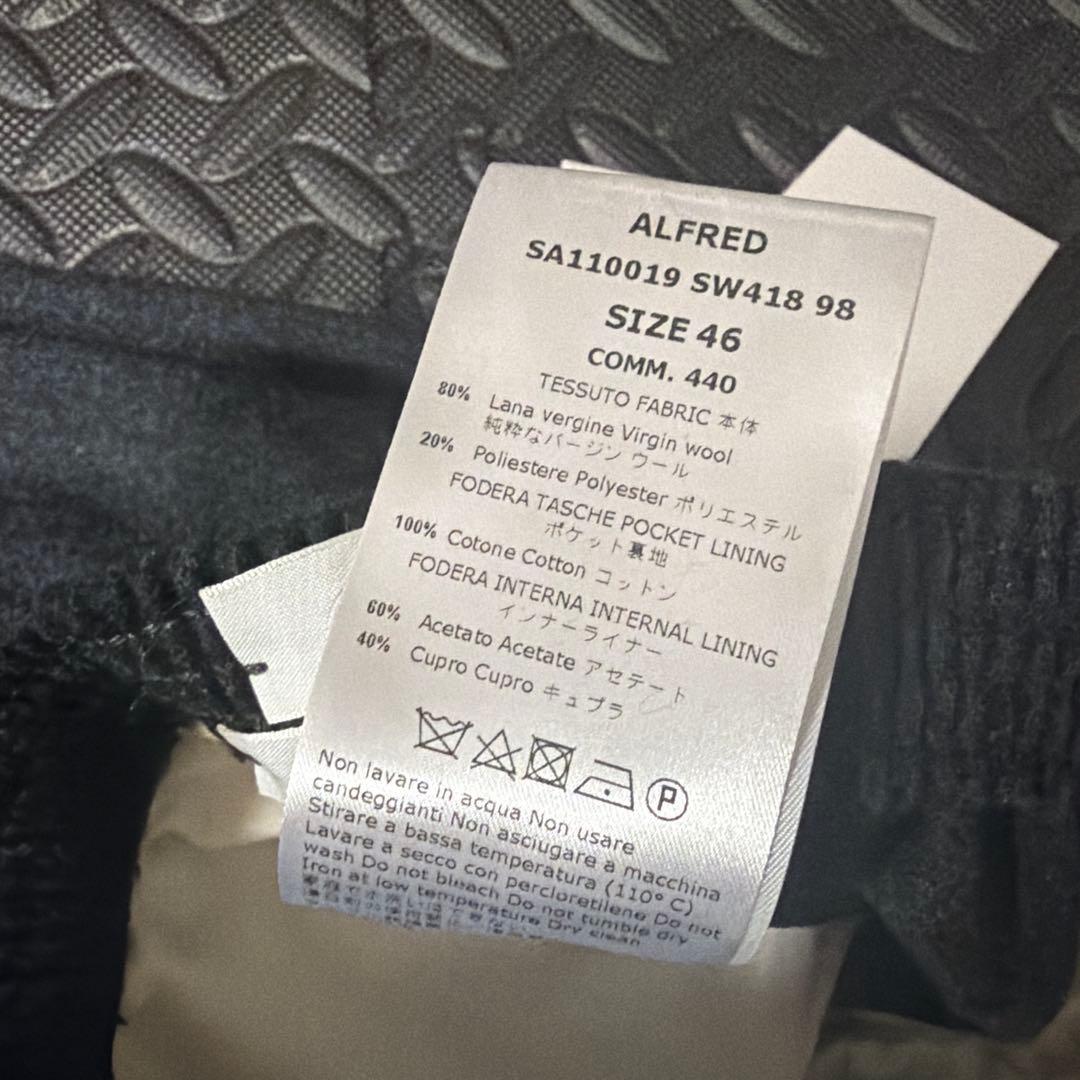 ALFRED
SA110019 SW418 98
SIZE 46
COMM. 440
TESSUTO FABRIC 本体
80% Lana vergine Virgin wool
純粋なバージン ウール
20% Poliestere Polyester ポリエステル
FODERA TASCHE POCKET LINING
ポケット裏地
100% Cotone Cotton コットン
FODERA INTERNA INTERNAL LINING
インナーライナー
60% Acetato Acetate アセテート
40% Cupro Cupro キュプラ
P
Non lavare in acqua Non usare
candeggianti Non asciugare a macchina
Stirare a bassa temperatura (110° C)
Lavare a secco con percloretilene Do not
wash Do not bleach Do not tumble dry
Iron at low temperature Dry clean